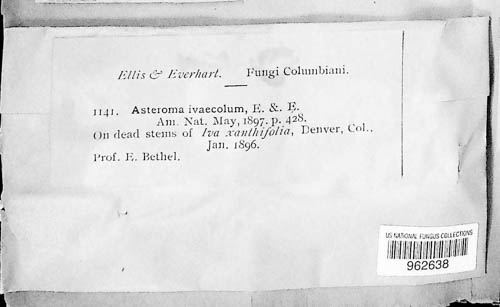 Ellis & Everhart. Fungi Columbiani.
1141. Asteroma ivaecolum, E. & E.
Am. Nat. May, 1897. p. 428.
On dead stems of Iva xanthifolia, Denver, Col..
Jan. 1896.
Prof. E. Bethel.
US NATIONAL FUNGUS COLLECTIONS
962638